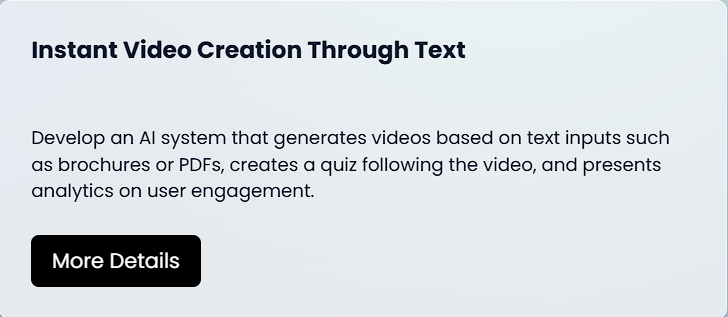 Instant Video Creation Through Text
Develop an AI system that generates videos based on text inputs such
as brochures or PDFs, creates a quiz following the video, and presents
analytics on user engagement.
More Details